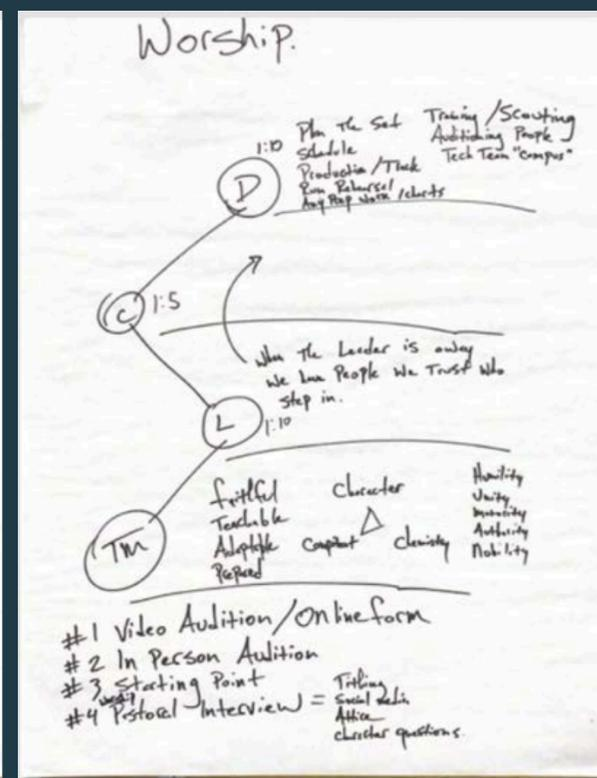 Worship.
1:10
Plan The Set
Schedule
Production / Track
Run Rehearsal
Any Prep work / charts
Training / Scouting
Auditioning People
Tech Team "campus"
D
C
1:5
When The Leader is away
We have People We Trust Who
step in.
L
1:10
TM
faithful
Teachable
Adaptable
Prepared
Character
Competent
chemistry
Humility
Unity
Maturity
Authority
Nobility
#1 Video Audition / Online form
#2 In Person Audition
#3 Starting Point
worship
#4 Pastoral Interview =
Tithing
Social media
Attire
character questions.